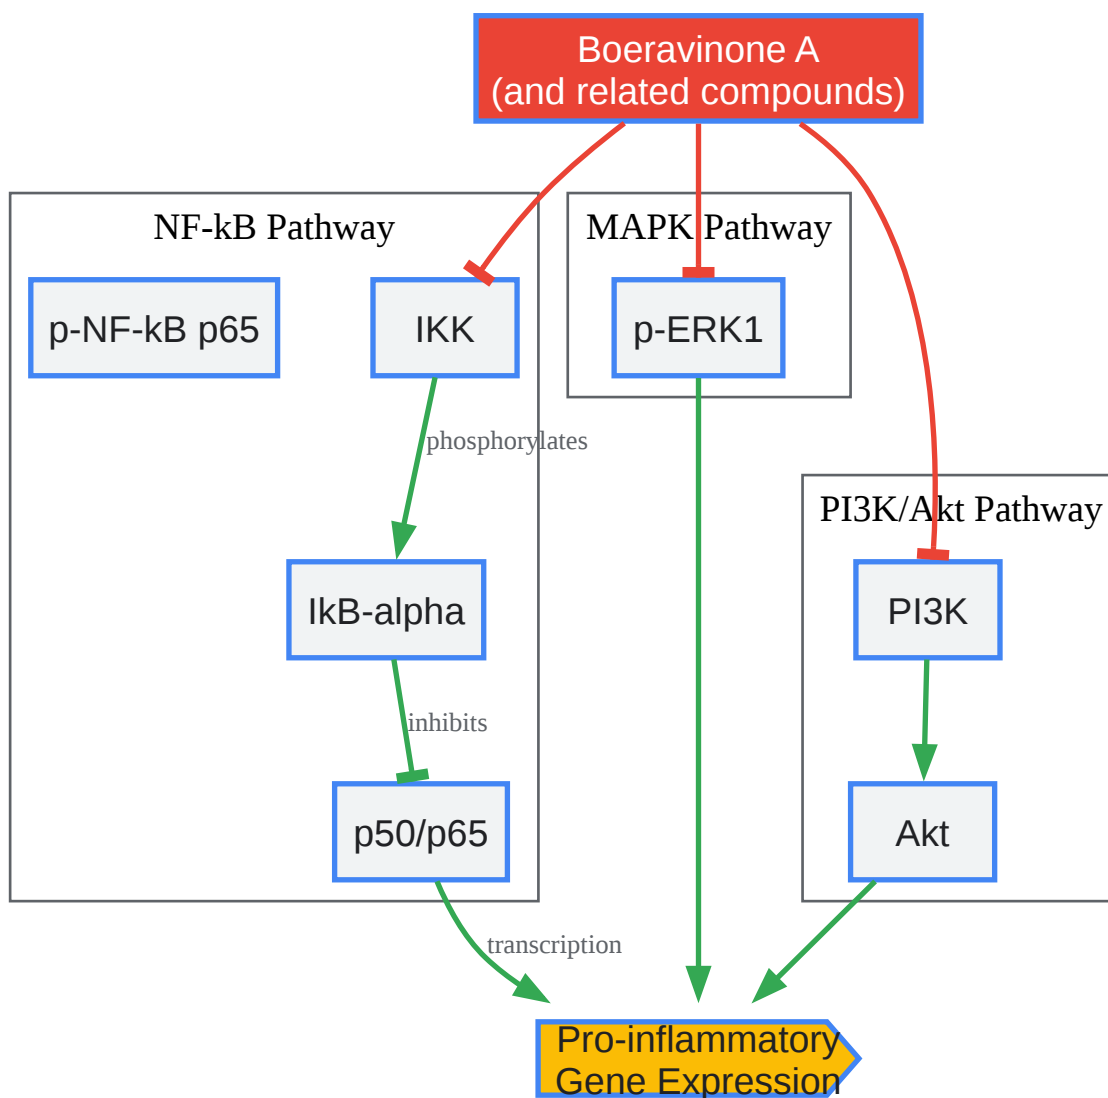 Boeravinone A
(and related compounds)
NF-kB Pathway
MAPK Pathway
p-NF-kB p65
IKK
p-ERK1
phosphorylates
PI3K/Akt Pathway
IkB-alpha
PI3K
inhibits
p50/p65
Akt
transcription
Pro-inflammatory
Gene Expression